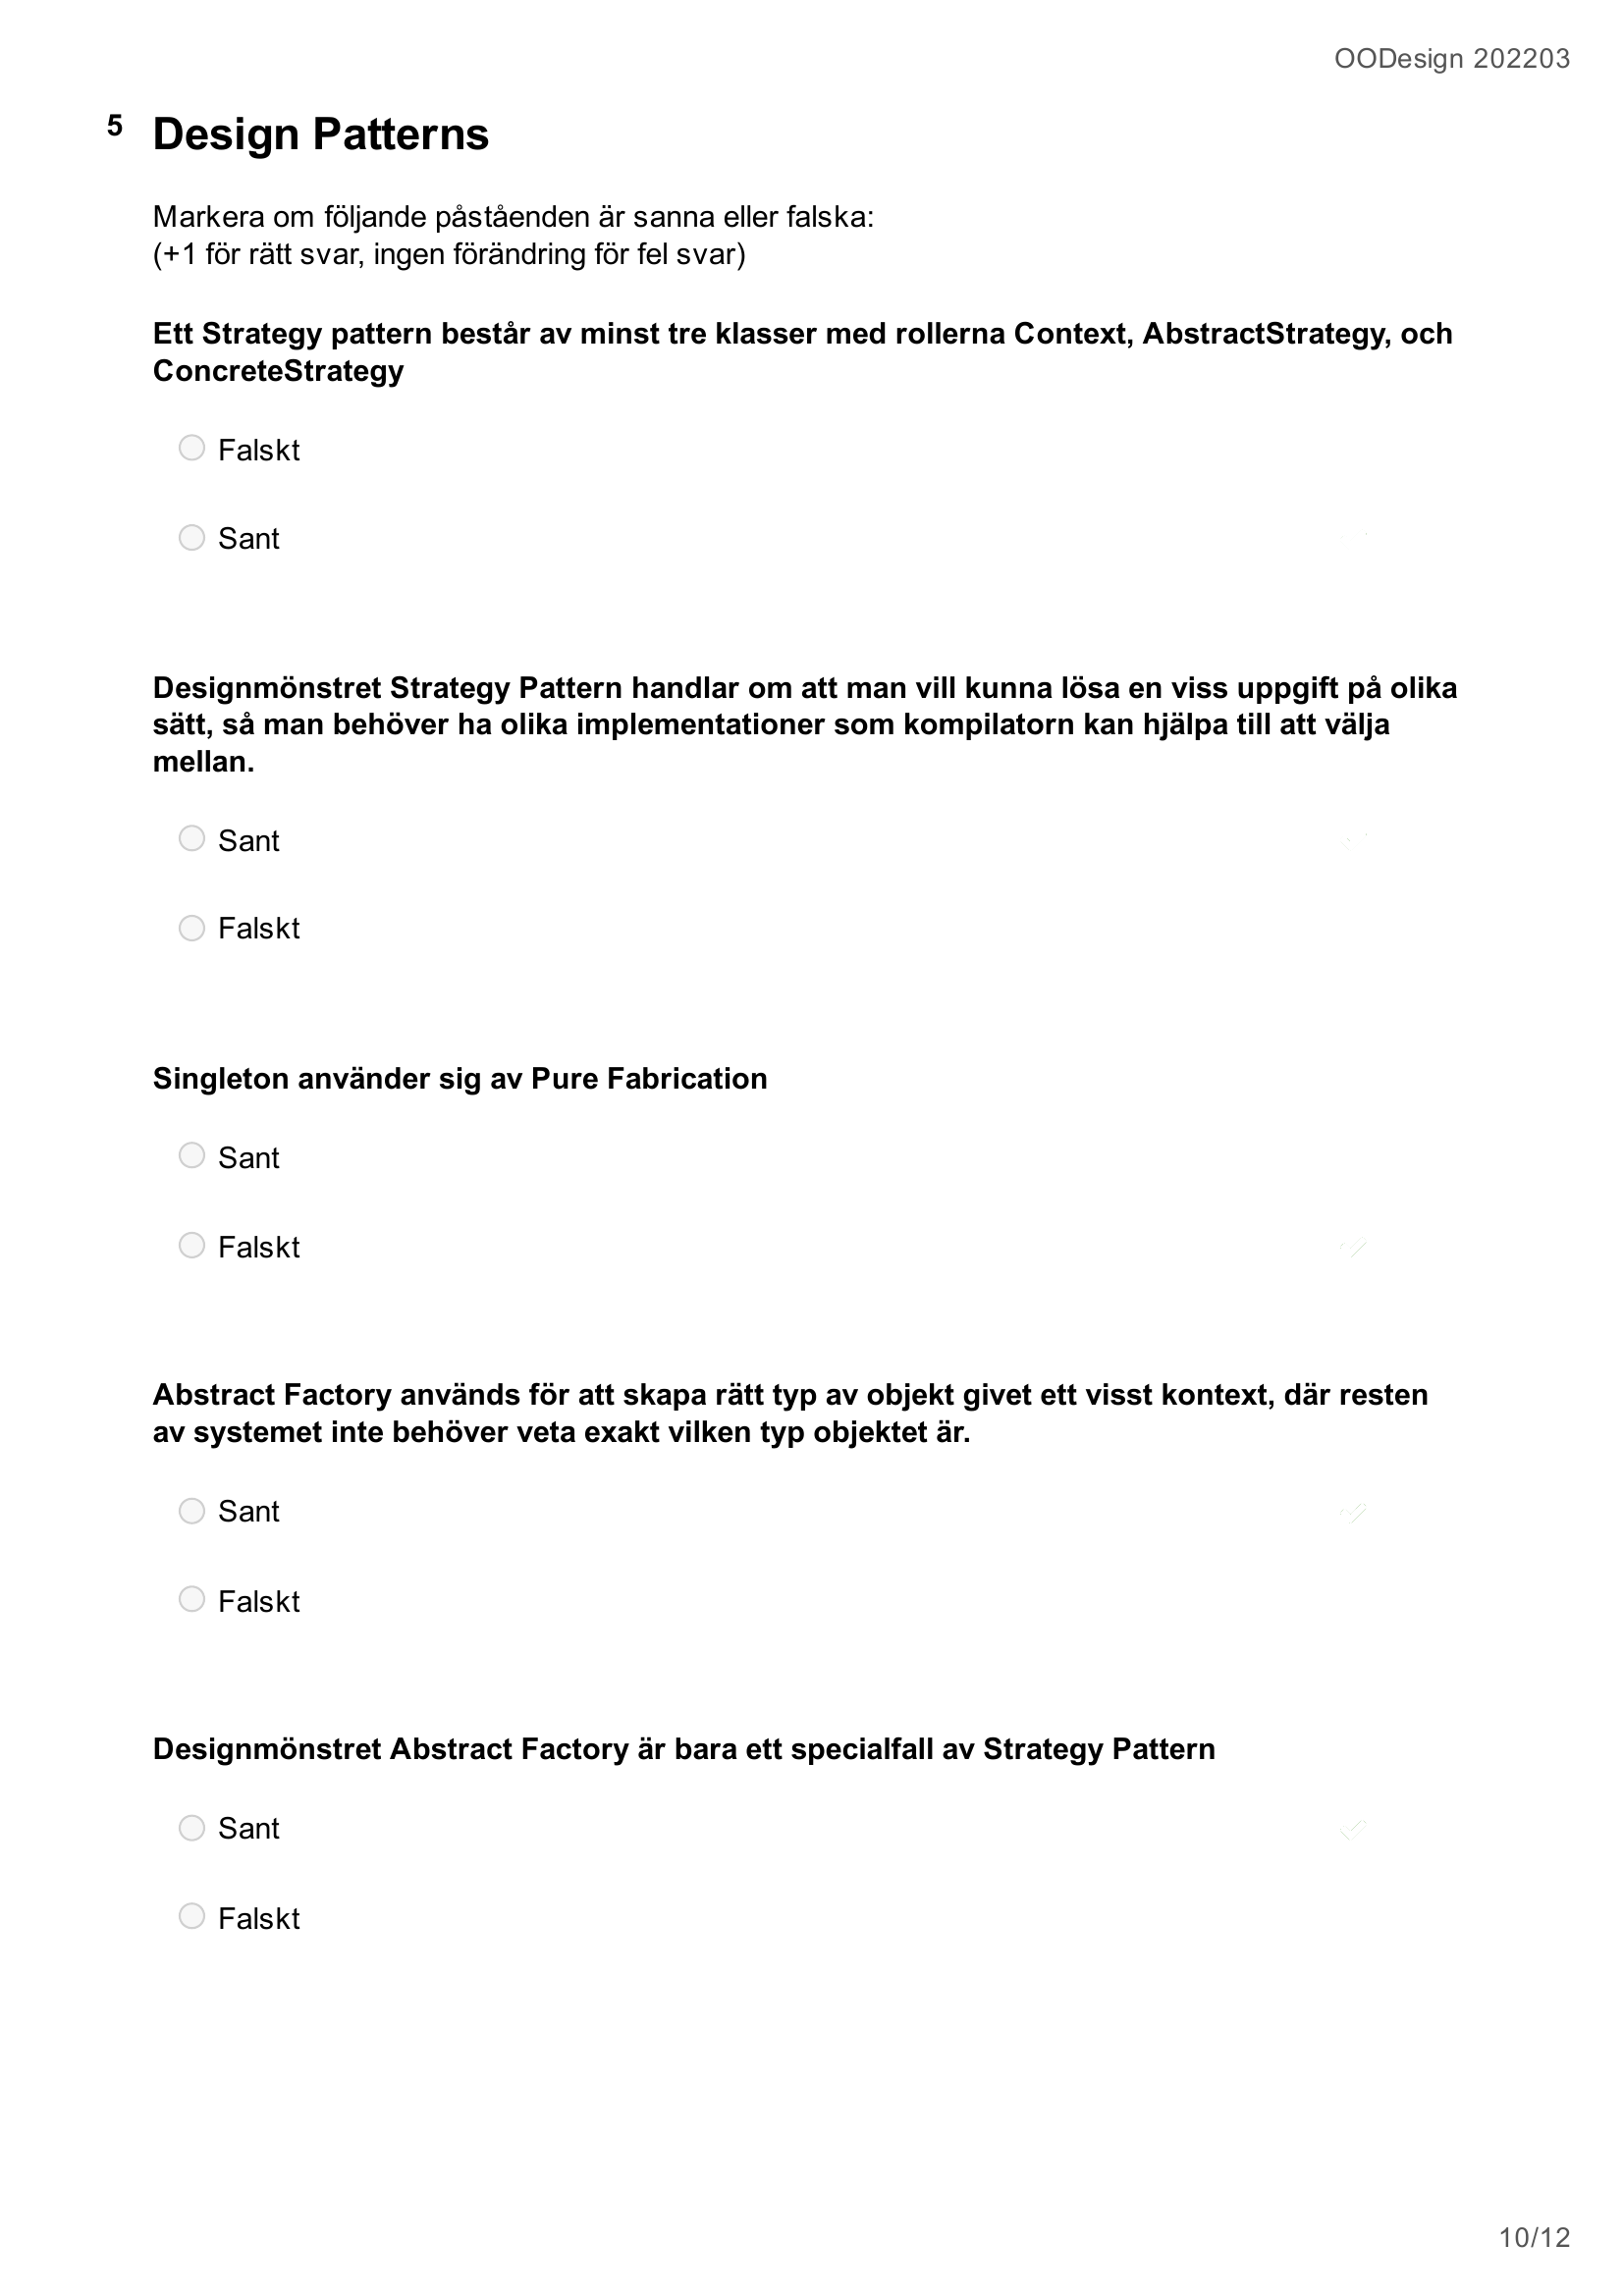 OODesign 202203
5 Design Patterns
Markera om följande påståenden är sanna eller falska:
(+1 för rätt svar, ingen förändring för fel svar)
Ett Strategy pattern består av minst tre klasser med rollerna Context, AbstractStrategy, och
ConcreteStrategy
Falskt
Sant
Designmönstret Strategy Pattern handlar om att man vill kunna lösa en viss uppgift på olika
sätt, så man behöver ha olika implementationer som kompilatorn kan hjälpa till att välja
mellan.
Sant
Falskt
Singleton använder sig av Pure Fabrication
Sant
Falskt
Abstract Factory används för att skapa rätt typ av objekt givet ett visst kontext, där resten
av systemet inte behöver veta exakt vilken typ objektet är.
Sant
Falskt
Designmönstret Abstract Factory är bara ett specialfall av Strategy Pattern
Sant
Falskt
10/12